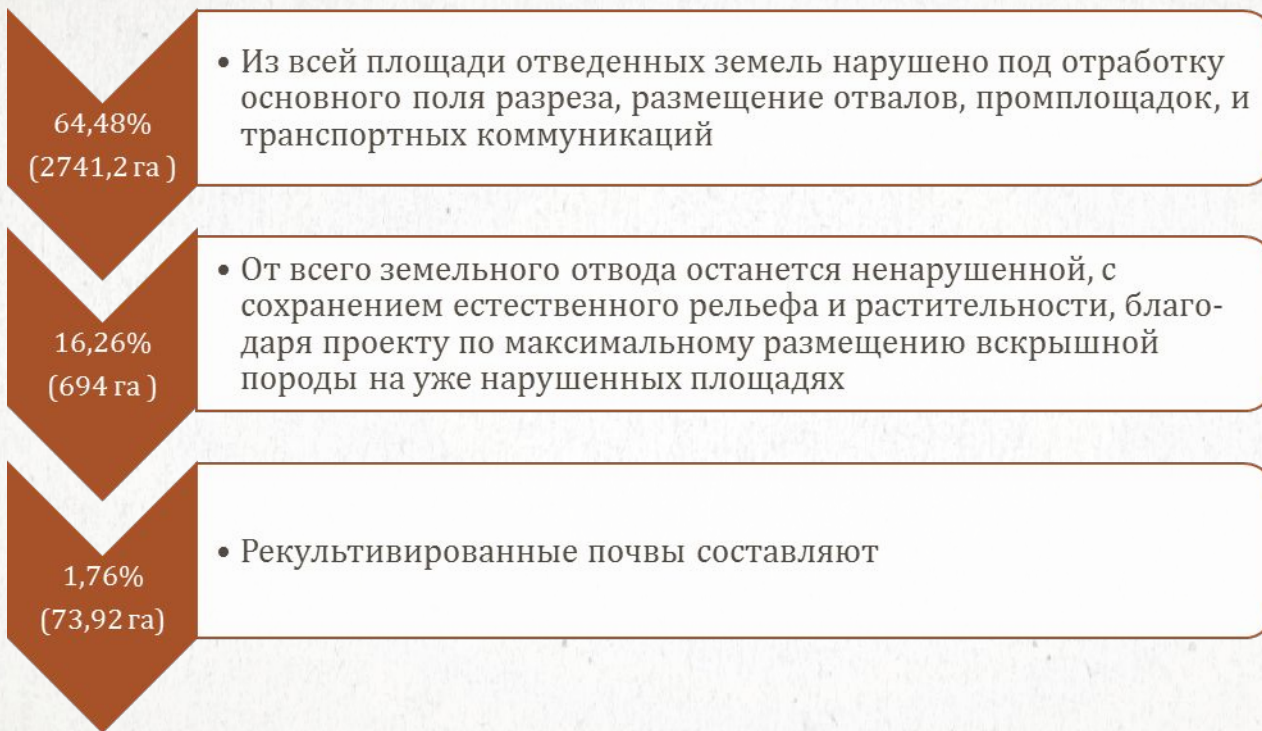 64,48%
(2741,2 га )
• Из всей площади отведенных земель нарушено под отработку
основного поля разреза, размещение отвалов, промплощадок, и
транспортных коммуникаций
16,26%
(694 га )
• От всего земельного отвода останется ненарушенной, с
сохранением естественного рельефа и растительности, благо-
даря проекту по максимальному размещению вскрышной
породы на уже нарушенных площадях
1,76%
(73,92 га)
• Рекультивированные почвы составляют